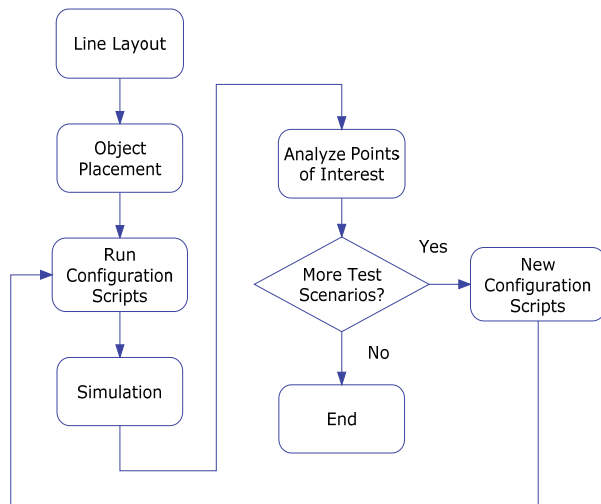 Line Layout
Object
Placement
Run
Configuration
Scripts
Simulation
Analyze Points
of Interest
More Test
Scenarios?
Yes
New
Configuration
Scripts
No
End